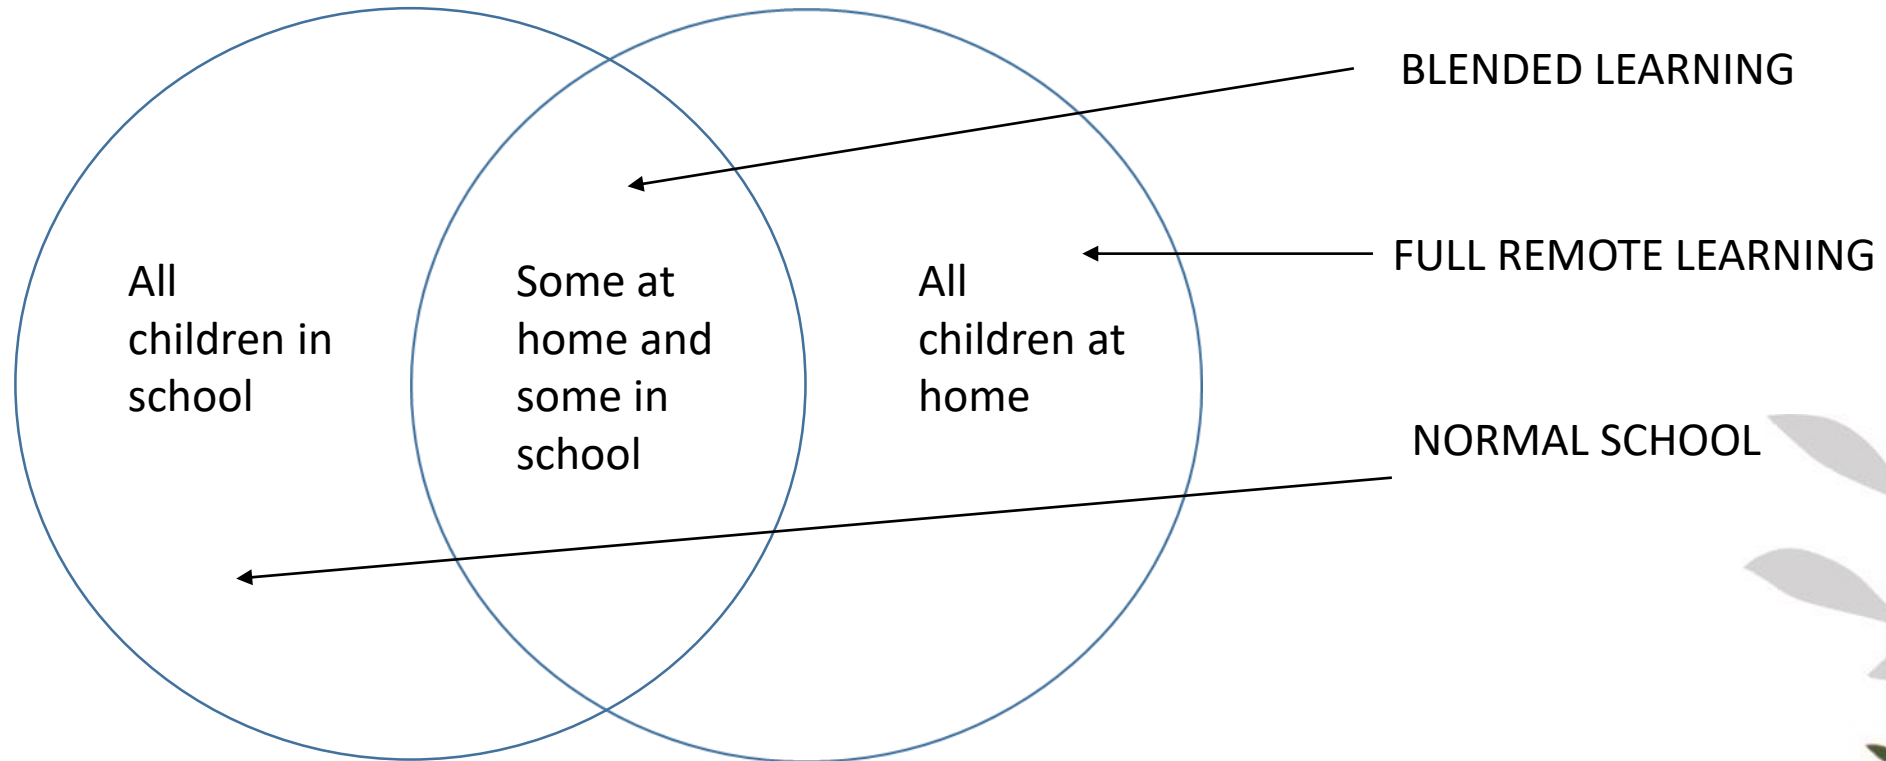 All
children in
school
Some at
home and
some in
school
All
children at
home
BLENDED LEARNING
FULL REMOTE LEARNING
NORMAL SCHOOL